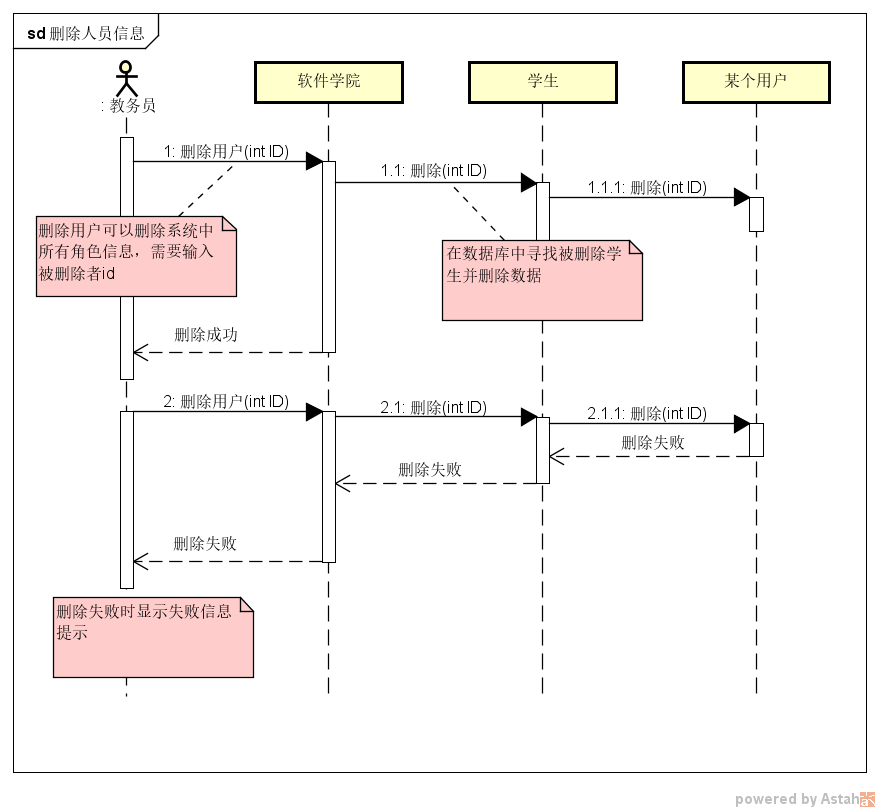 sd 删除人员信息
: 教务员
软件学院
学生
某个用户
1: 删除用户(int ID)
1.1: 删除(int ID)
1.1.1: 删除(int ID)
删除用户可以删除系统中
所有角色信息，需要输入
被删除者id
在数据库中寻找被删除学
生并删除数据
删除成功
2: 删除用户(int ID)
2.1: 删除(int ID)
2.1.1: 删除(int ID)
删除失败
删除失败
删除失败
删除失败时显示失败信息
提示
powered by Astah